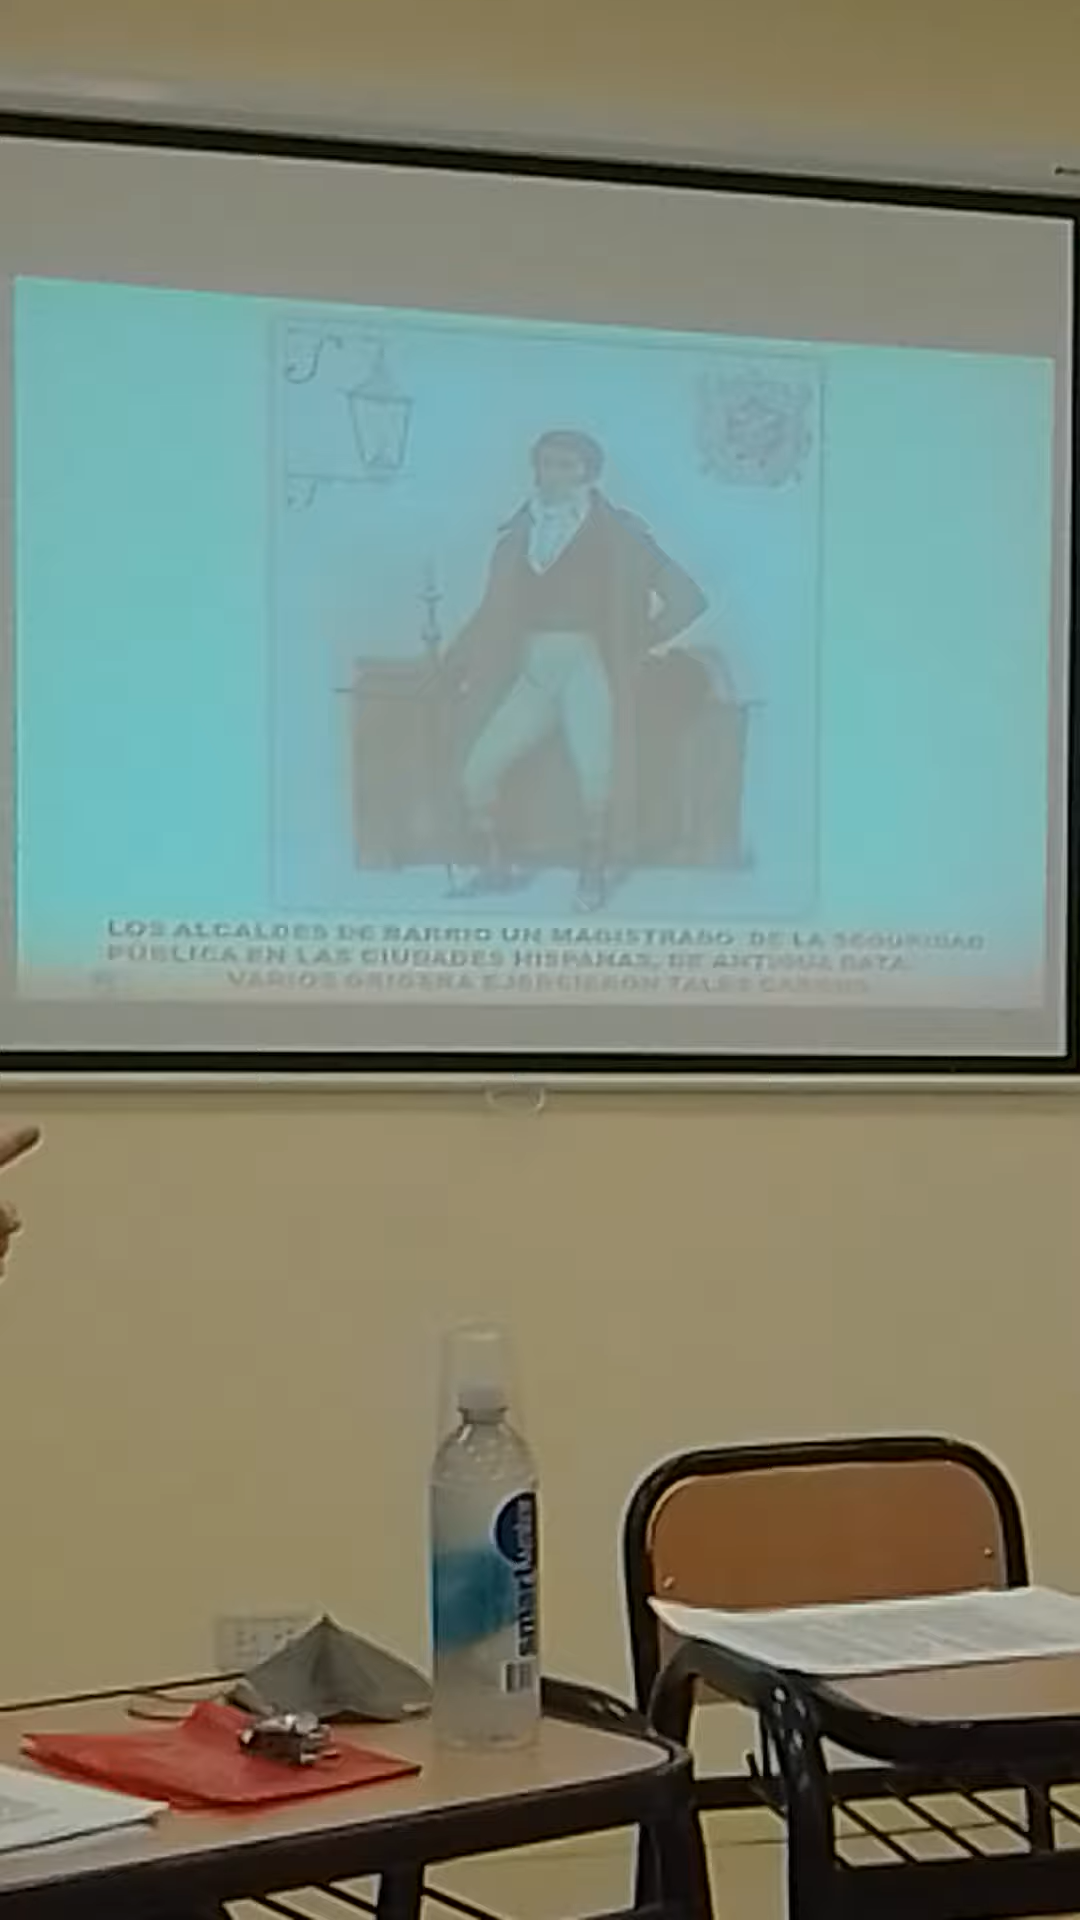 LOS ALCALDES DE BARRIO UN MAGISTRADO DE LA SEGURIDAD
PÚBLICA EN LAS CIUDADES HISPANAS, DE ANTIGUA DATA.
VARIOS EJERCIERON TALES CARGOS
smartwater